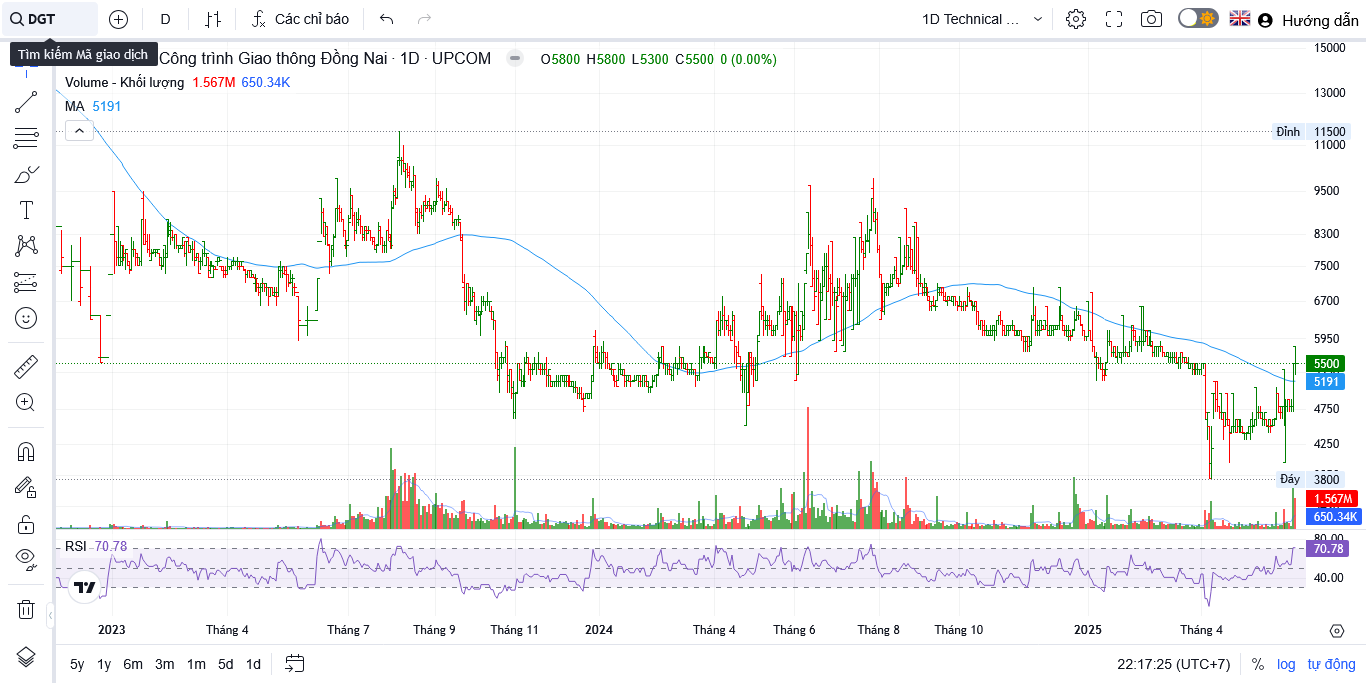 DGT D Các chỉ báo 1D Technical ... Hướng dẫn
Tìm kiếm Mã giao dịch
Công trình Giao thông Đồng Nai · 1D · UPCOM O5800 H5800 L5300 C5500 0 (0.00%)
Volume - Khối lượng 1.567M 650.34K
MA 5191
15000
13000
Đỉnh 11500
11000
9500
8300
7500
6700
5950
5500
5191
4750
4250
Đáy 3800
1.567M
650.34K
RSI 70.78
80.00
70.78
40.00
2023 Tháng 4 Tháng 7 Tháng 9 Tháng 11 2024 Tháng 4 Tháng 6 Tháng 8 Tháng 10 2025 Tháng 4
5y 1y 6m 3m 1m 5d 1d 22:17:25 (UTC+7) % log tự động